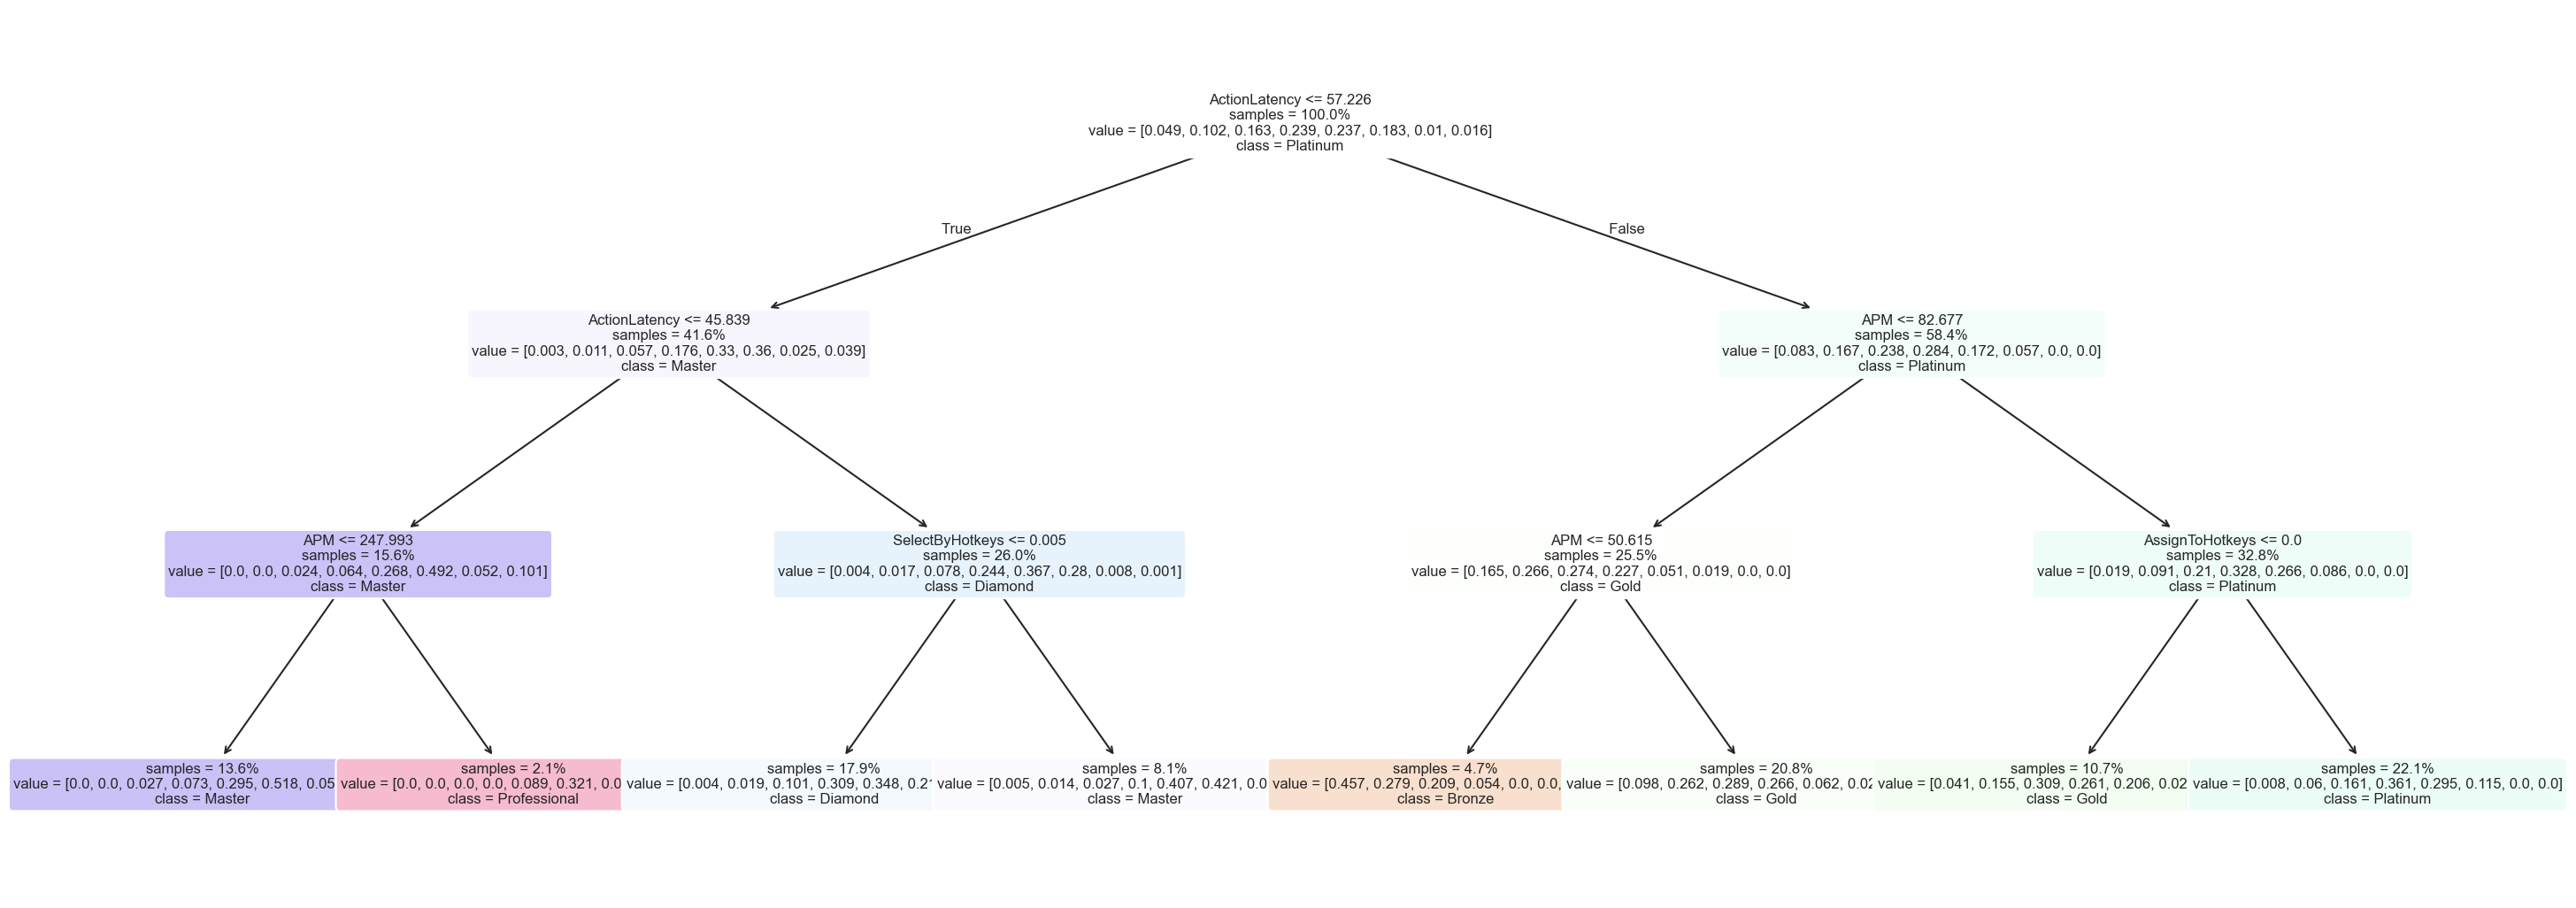 ActionLatency <= 57.226
samples = 100.0%
value = [0.049, 0.102, 0.163, 0.239, 0.237, 0.183, 0.01, 0.016]
class = Platinum
True
False
ActionLatency <= 45.839
samples = 41.6%
value = [0.003, 0.011, 0.057, 0.176, 0.33, 0.36, 0.025, 0.039]
class = Master
APM <= 82.677
samples = 58.4%
value = [0.083, 0.167, 0.238, 0.284, 0.172, 0.057, 0.0, 0.0]
class = Platinum
APM <= 247.993
samples = 15.6%
value = [0.0, 0.0, 0.024, 0.064, 0.268, 0.492, 0.052, 0.101]
class = Master
SelectByHotkeys <= 0.005
samples = 26.0%
value = [0.004, 0.017, 0.078, 0.244, 0.367, 0.28, 0.008, 0.001]
class = Diamond
APM <= 50.615
samples = 25.5%
value = [0.165, 0.266, 0.274, 0.227, 0.051, 0.019, 0.0, 0.0]
class = Gold
AssignToHotkeys <= 0.0
samples = 32.8%
value = [0.019, 0.091, 0.21, 0.328, 0.266, 0.086, 0.0, 0.0]
class = Platinum
samples = 13.6%
value = [0.0, 0.0, 0.027, 0.073, 0.295, 0.518, 0.05
class = Master
samples = 2.1%
value = [0.0, 0.0, 0.0, 0.0, 0.089, 0.321, 0.0
class = Professional
samples = 17.9%
value = [0.004, 0.019, 0.101, 0.309, 0.348, 0.21
class = Diamond
samples = 8.1%
value = [0.005, 0.014, 0.027, 0.1, 0.407, 0.421, 0.0
class = Master
samples = 4.7%
value = [0.457, 0.279, 0.209, 0.054, 0.0, 0.0,
class = Bronze
samples = 20.8%
value = [0.098, 0.262, 0.289, 0.266, 0.062, 0.02
class = Gold
samples = 10.7%
value = [0.041, 0.155, 0.309, 0.261, 0.206, 0.02
class = Gold
samples = 22.1%
value = [0.008, 0.06, 0.161, 0.361, 0.295, 0.115, 0.0, 0.0]
class = Platinum